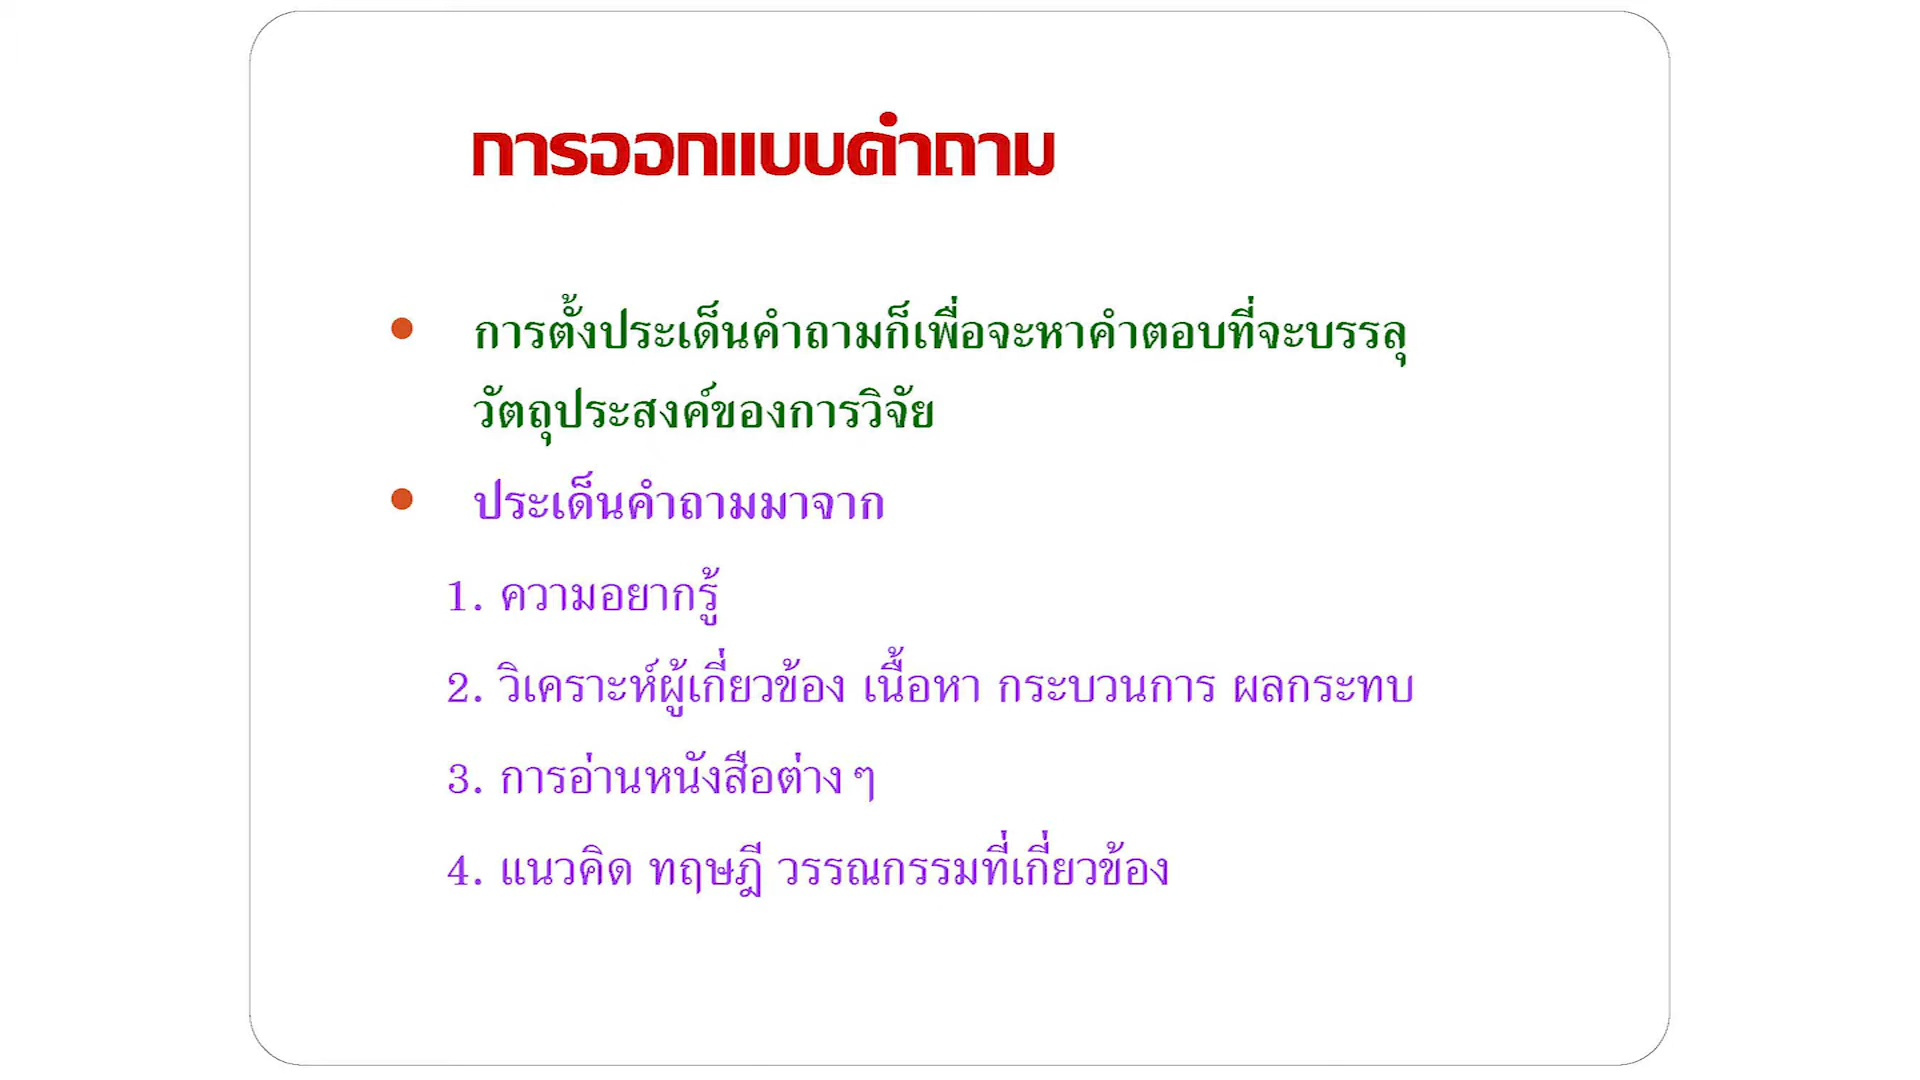 การออกแบบคำถาม
• การตั้งประเด็นคำถามก็เพื่อจะหาคำตอบที่จะบรรลุ
วัตถุประสงค์ของการวิจัย
• ประเด็นคำถามมาจาก
1. ความอยากรู้
2. วิเคราะห์ผู้เกี่ยวข้อง เนื้อหา กระบวนการ ผลกระทบ
3. การอ่านหนังสือต่าง ๆ
4. แนวคิด ทฤษฎี วรรณกรรมที่เกี่ยวข้อง